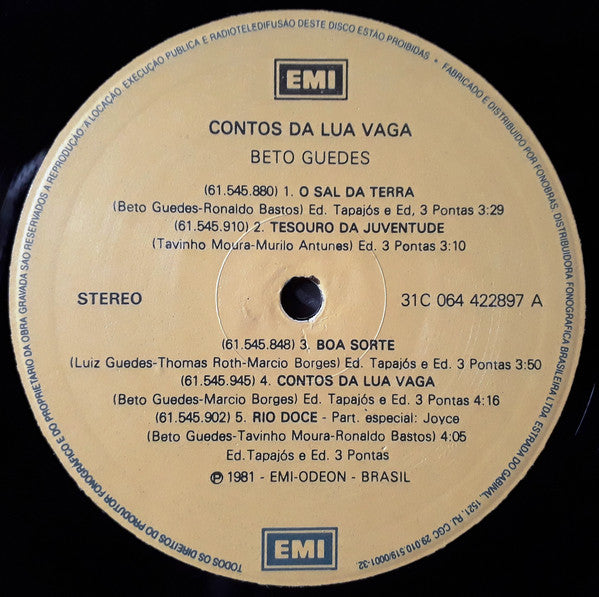 TODOS OS DIREITOS DO PRODUTOR FONOGRÁFICO E DO PROPRIETÁRIO DA OBRA GRAVADA SÃO RESERVADOS A REPRODUÇÃO "A LOCAÇÃO, EXECUÇÃO PUBLICA E RADIOTELEDIFUSÃO DESTE DISCO ESTÃO PROIBIDAS • FABRICADO E DISTRIBUIDO POR FONOBRAS: DISTRIBUIDORA FONOGRÁFICA BRASILEIRA LTDA. ESTRADA DO GABINAL, 1521, RJ, CGC 29.010.519/0001-32
EMI
CONTOS DA LUA VAGA
BETO GUEDES
(61.545.880) 1. O SAL DA TERRA
(Beto Guedes-Ronaldo Bastos) Ed. Tapajós e Ed, 3 Pontas 3:29
(61.545.910) 2. TESOURO DA JUVENTUDE
(Tavinho Moura-Murilo Antunes) Ed. 3 Pontas 3:10
STEREO 31C 064 422897 A
(61.545.848) 3. BOA SORTE
(Luiz Guedes-Thomas Roth-Marcio Borges) Ed. Tapajós e Ed. 3 Pontas 3:50
(61.545.945) 4. CONTOS DA LUA VAGA
(Beto Guedes-Marcio Borges) Ed. Tapajós e Ed. 3 Pontas 4:16
(61.545.902) 5. RIO DOCE - Part. especial: Joyce
(Beto Guedes-Tavinho Moura-Ronaldo Bastos) 4:05
Ed.Tapajós e Ed. 3 Pontas
℗ 1981 - EMI-ODEON - BRASIL
EMI